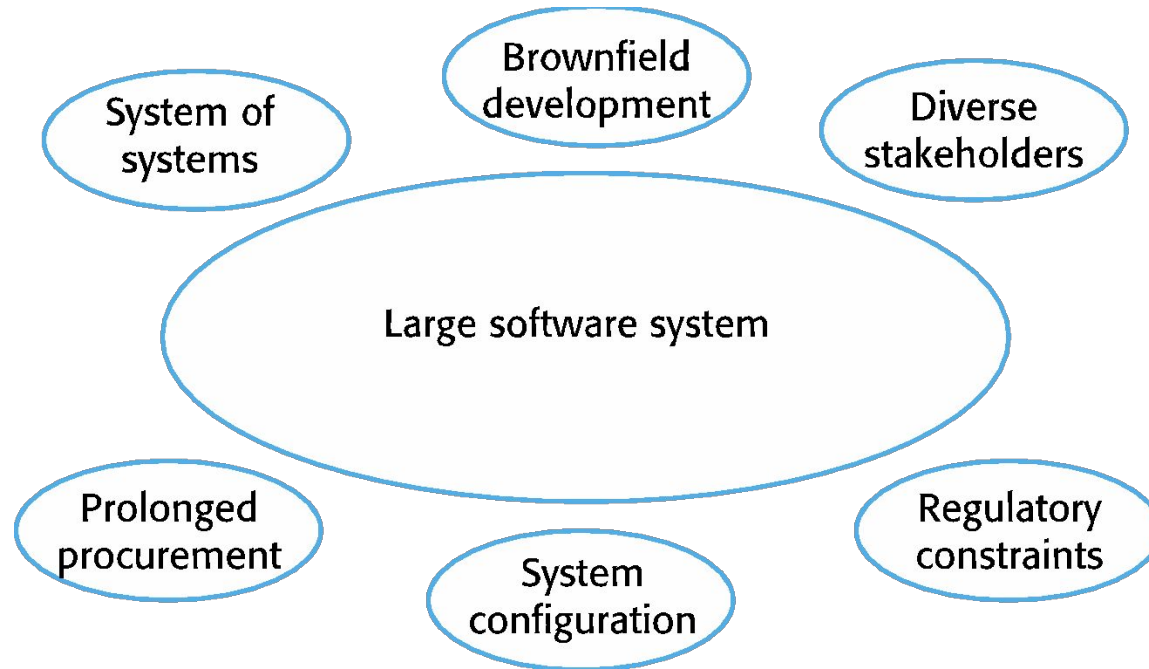 Brownfield
development
System of
systems
Diverse
stakeholders
Large software system
Prolonged
procurement
System
configuration
Regulatory
constraints